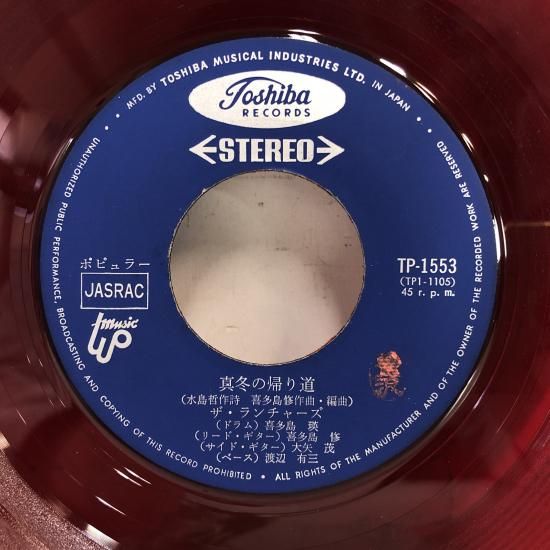 MFD. BY TOSHIBA MUSICAL INDUSTRIES LTD. IN JAPAN
Toshiba
RECORDS
STEREO
ポピュラー
JASRAC
music
TP-1553
(TP1-1105)
45 r. p. m.
真冬の帰り道
(水島哲作詩 喜多島修作曲・編曲)
ザ・ランチャーズ
(ドラム) 喜多島 瑛
(リード・ギター) 喜多島 修
(サイド・ギター) 大矢 茂
(ベース) 渡辺 有三
UNAUTHORIZED PUBLIC PERFORMANCE, BROADCASTING AND COPYING OF THIS RECORD PROHIBITED • ALL RIGHTS OF THE MANUFACTURER AND OF THE OWNER OF THE RECORDED WORK ARE RESERVED